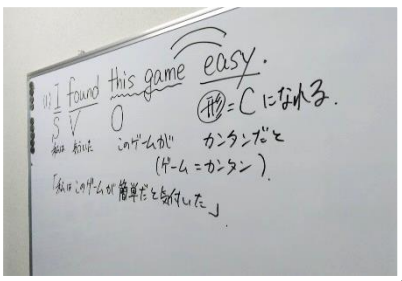 a) I found this game easy.
S V O 形=Cになれる.
私は 気づいた このゲームが カンタンだと
(ゲーム=カンタン)
「私はこのゲームが簡単だと気付いた」